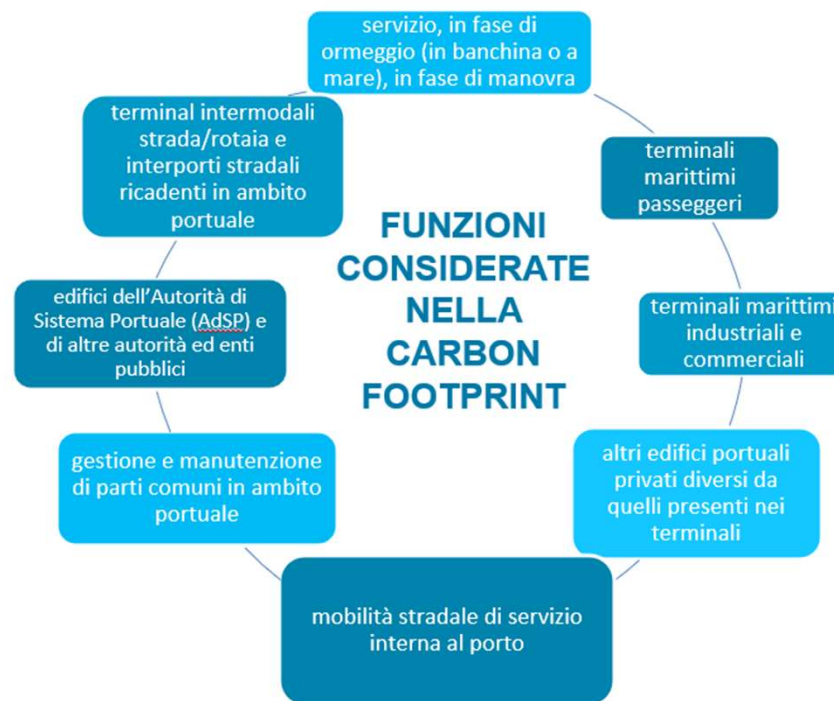 servizio, in fase di
ormeggio (in banchina o a
mare), in fase di manovra
terminali
marittimi
passeggeri
terminali marittimi
industriali e
commerciali
altri edifici portuali
privati diversi da
quelli presenti nei
terminali
mobilità stradale di servizio
interna al porto
gestione e manutenzione
di parti comuni in ambito
portuale
edifici dell'Autorità di
Sistema Portuale (AdSP) e
di altre autorità ed enti
pubblici
terminal intermodali
strada/rotaia e
interporti stradali
ricadenti in ambito
portuale
FUNZIONI
CONSIDERATE
NELLA
CARBON
FOOTPRINT